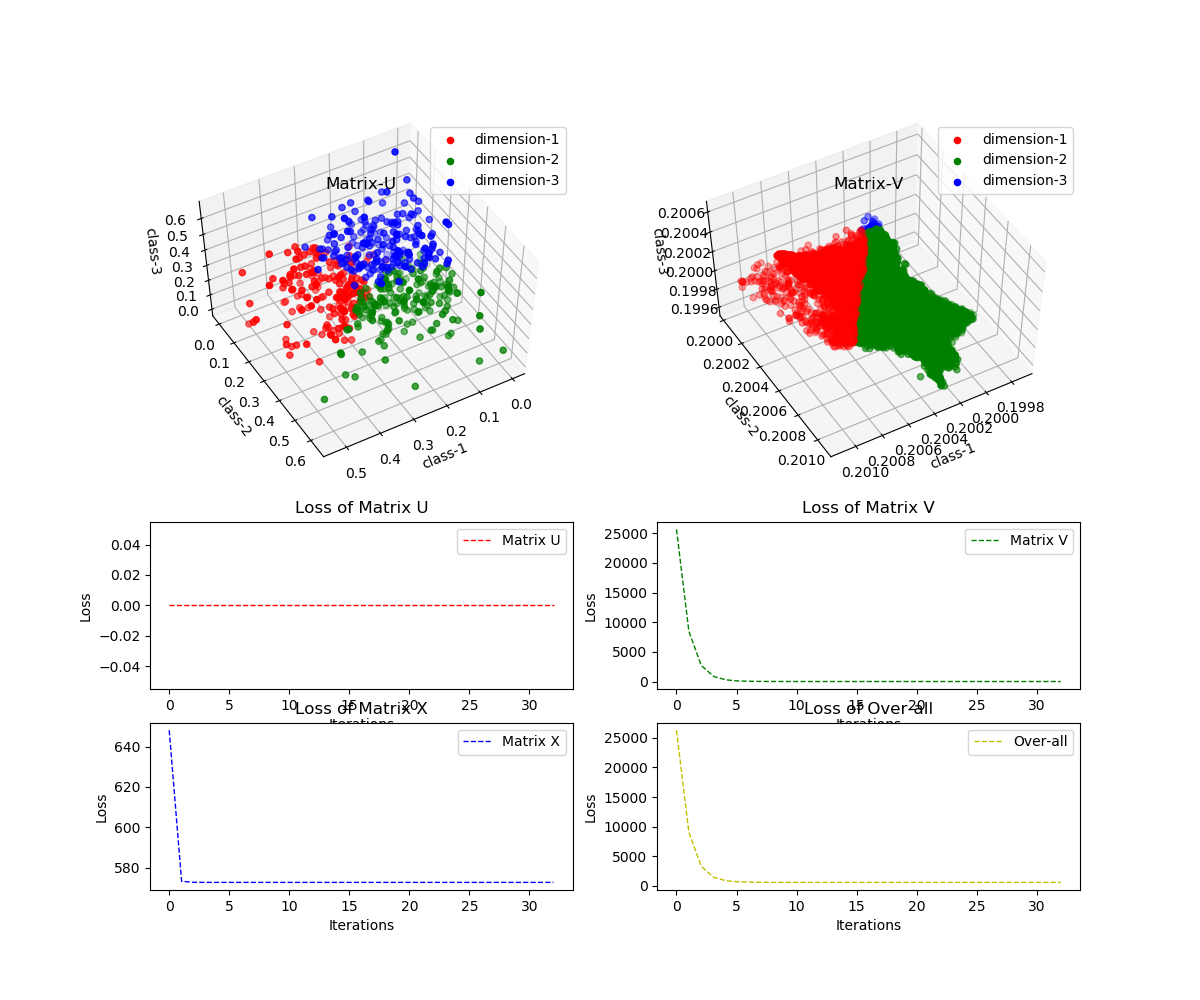 dimension-1
dimension-2
dimension-3
Matrix-U
0.6
0.5
0.4
0.3
0.2
0.1
0.0
class-3
0.0
0.1
0.2
0.3
0.4
0.5
0.6
class-2
0.5
0.4
0.3
0.2
0.1
0.0
class-1
dimension-1
dimension-2
dimension-3
Matrix-V
0.2006
0.2004
0.2002
0.2000
0.1998
0.1996
class-3
0.2000
0.2002
0.2004
0.2006
0.2008
0.2010
class-2
0.2010
0.2008
0.2006
0.2004
0.2002
0.2000
0.1998
class-1
Loss of Matrix U
Matrix U
0.04
0.02
0.00
−0.02
−0.04
Loss
0 5 10 15 20 25 30
Iterations
Loss of Matrix V
Matrix V
25000
20000
15000
10000
5000
0
Loss
0 5 10 15 20 25 30
Iterations
Loss of Matrix X
Matrix X
640
620
600
580
Loss
0 5 10 15 20 25 30
Iterations
Loss of Over-all
Over-all
25000
20000
15000
10000
5000
0
Loss
0 5 10 15 20 25 30
Iterations